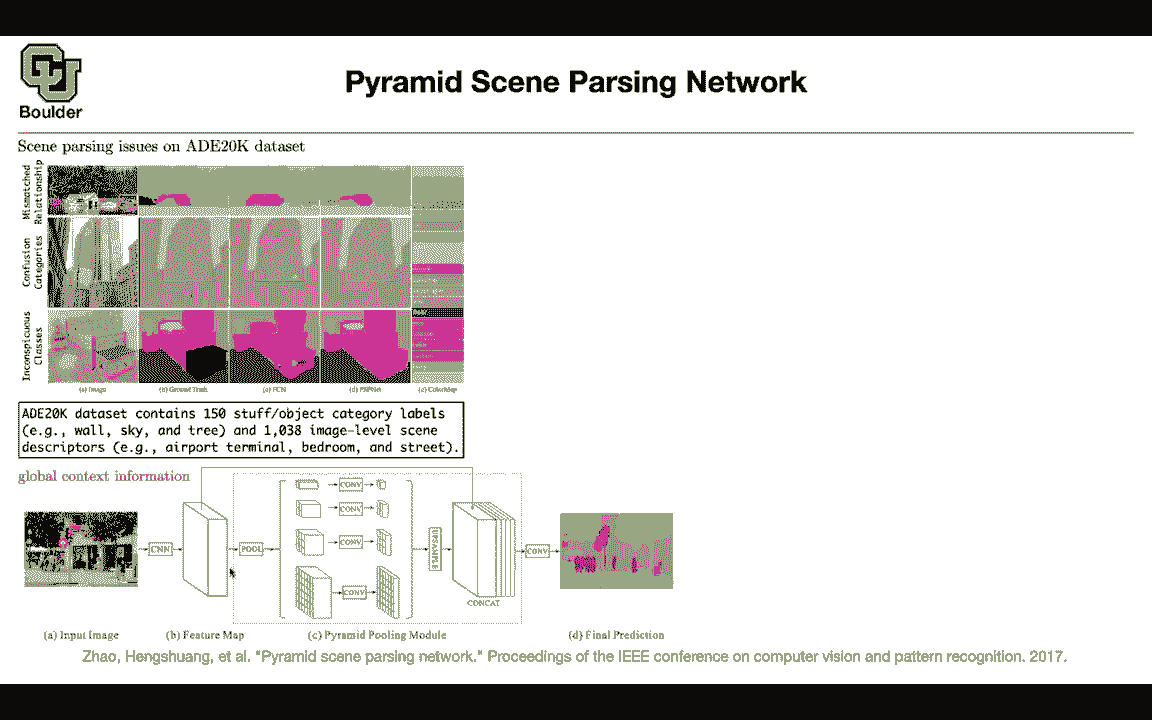 Boulder
Pyramid Scene Parsing Network
Scene parsing issues on ADE20K dataset
Mismatched
Relationship
Confusion
Categories
Inconspicuous
Classes
(a) Image
(b) Ground Truth
(c) FCN
(d) PSPNet
(e) ColorMap
ADE20K dataset contains 150 stuff/object category labels
(e.g., wall, sky, and tree) and 1,038 image-level scene
descriptors (e.g., airport terminal, bedroom, and street).
global context information
CNN
POOL
CONV
CONV
CONV
CONV
UPSAMPLE
CONCAT
CONV
(a) Input Image
(b) Feature Map
(c) Pyramid Pooling Module
(d) Final Prediction
Zhao, Hengshuang, et al. "Pyramid scene parsing network." Proceedings of the IEEE conference on computer vision and pattern recognition. 2017.